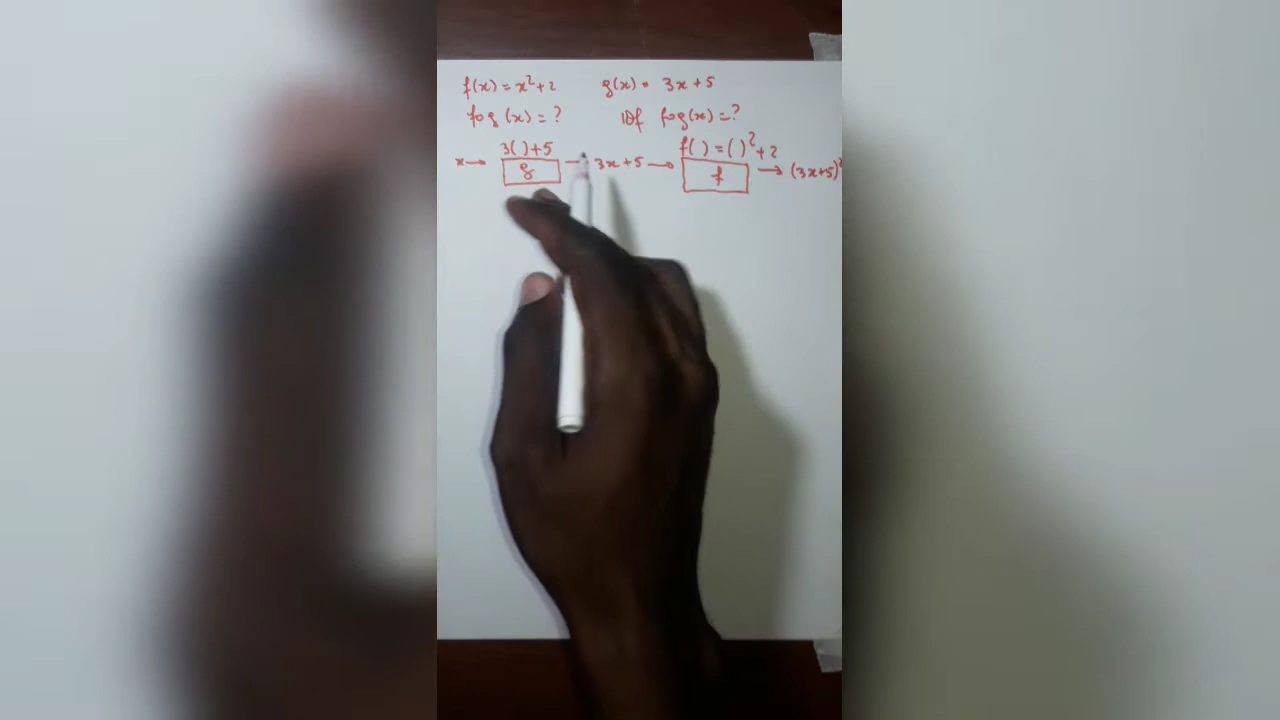 f(x) = x²+2 g(x) = 3x+5
fog (x) = ? Df fog(x) = ?
3( )+5 f( ) = ( )²+2
x → g → 3x+5 → f → (3x+5)²